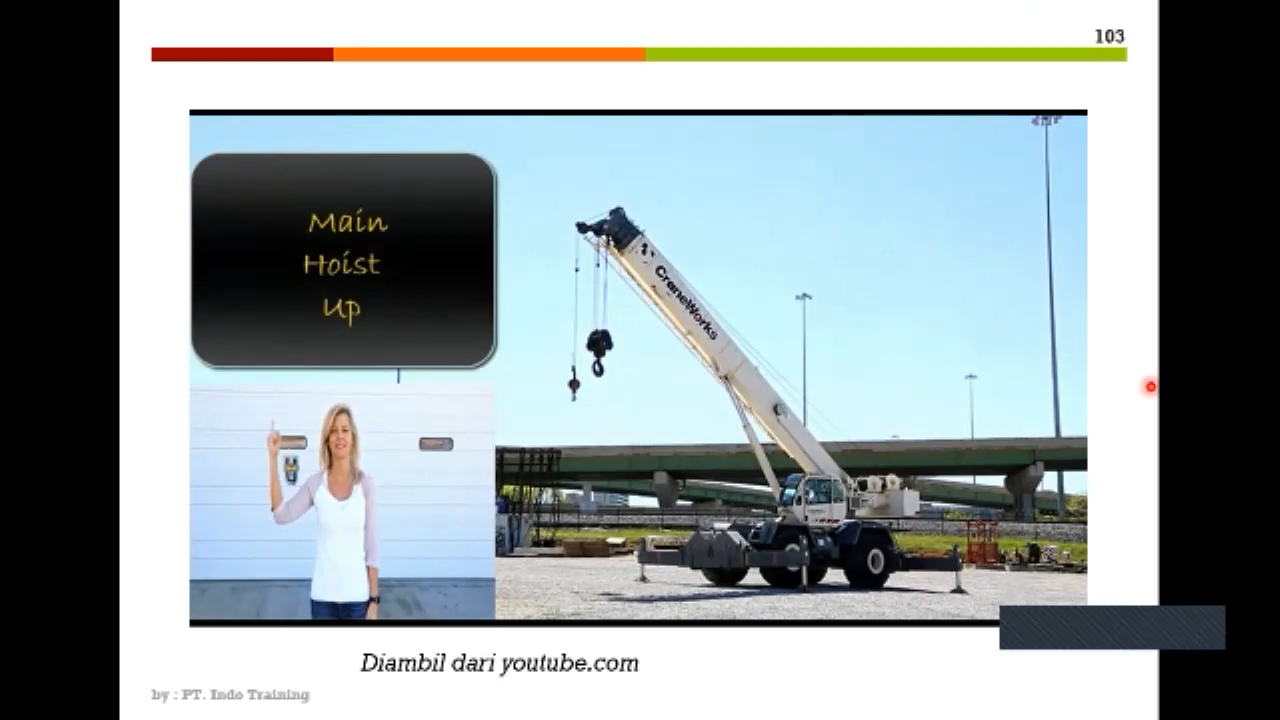 103
Main
Hoist
Up
CraneWorks
Diambil dari youtube.com
by : PT. Indo Training